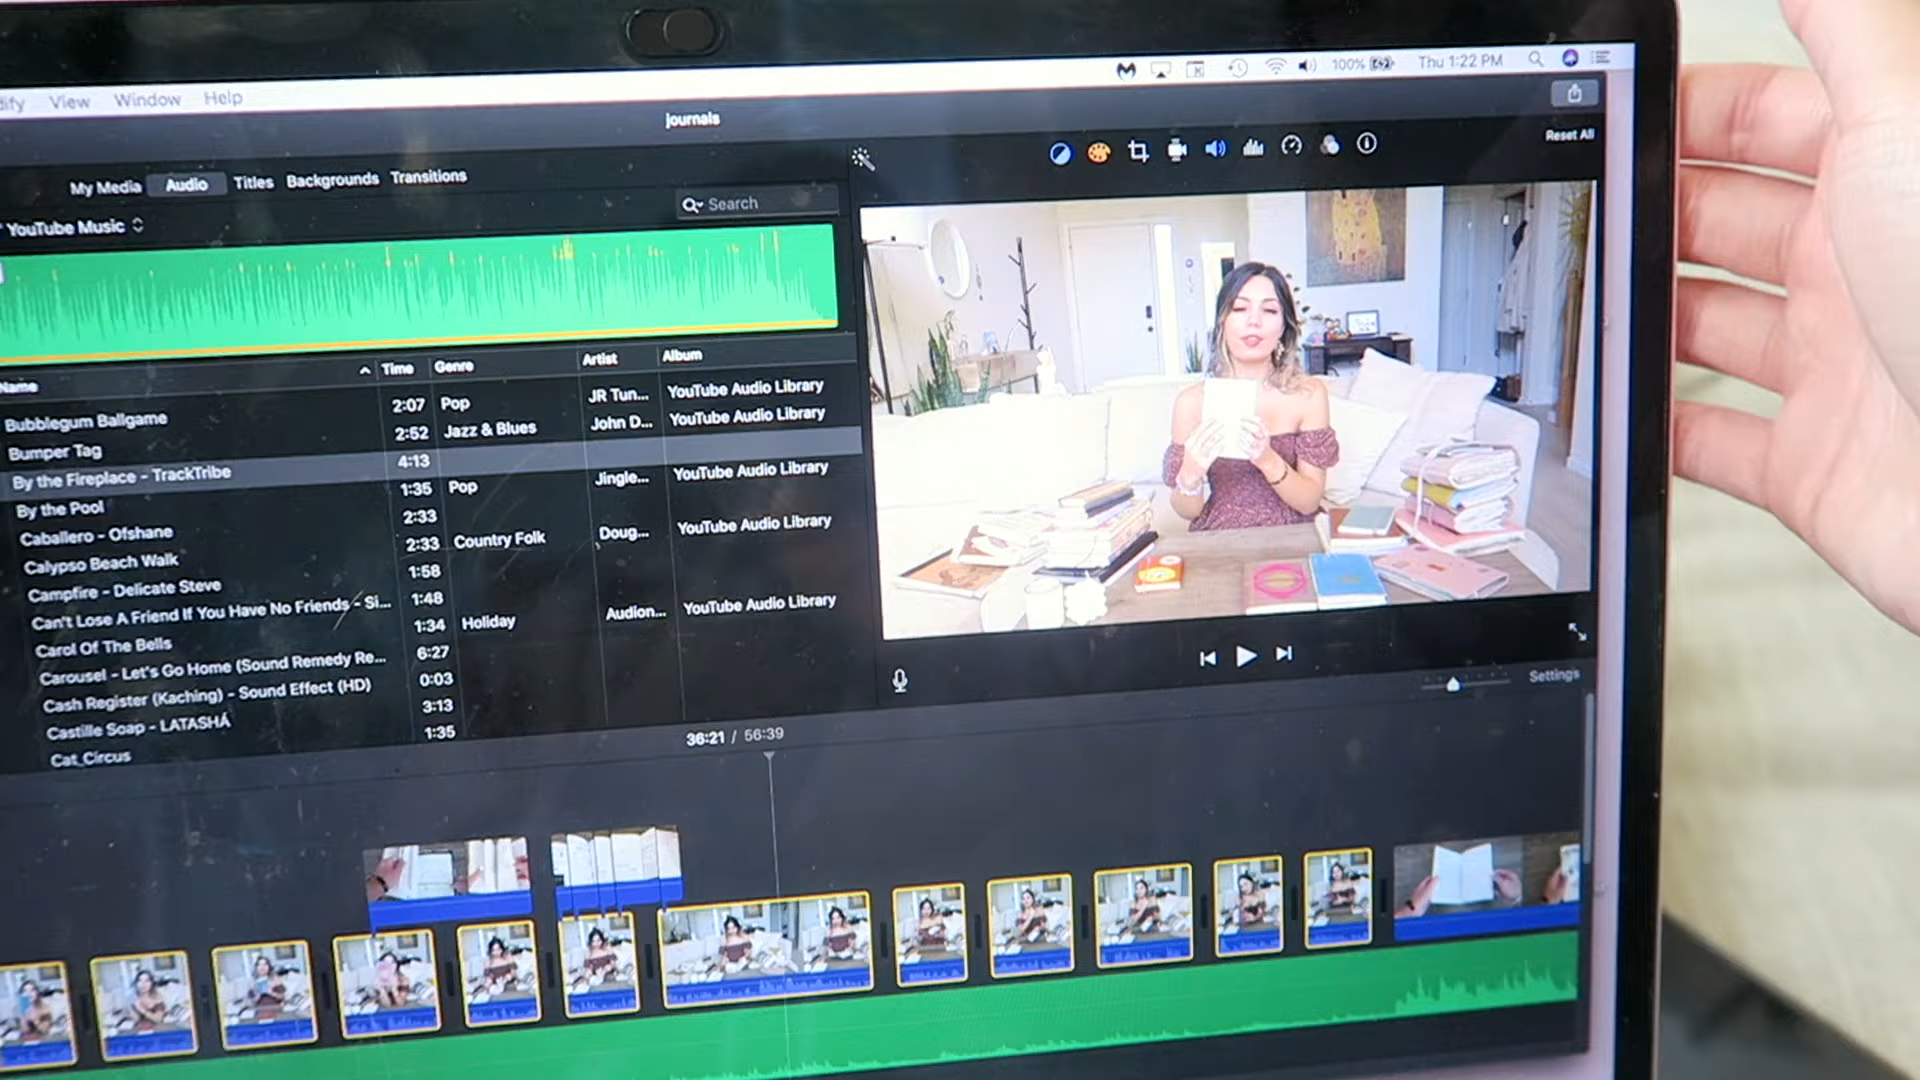 View Window Help
100% Thu 1:22 PM
journals
Reset All
My Media Audio Titles Backgrounds Transitions
YouTube Music
Search
Name Time Genre Artist Album
Bubblegum Ballgame 2:07 Pop JR Tun... YouTube Audio Library
Bumper Tag 2:52 Jazz & Blues John D... YouTube Audio Library
By the Fireplace - TrackTribe 4:13
By the Pool 1:35 Pop Jingle... YouTube Audio Library
Caballero - Ofshane 2:33
Calypso Beach Walk 2:33 Country Folk Doug... YouTube Audio Library
Campfire - Delicate Steve 1:58
Can't Lose A Friend If You Have No Friends - Si... 1:48
Carol Of The Bells 1:34 Holiday Audion... YouTube Audio Library
Carousel - Let's Go Home (Sound Remedy Re... 6:27
Cash Register (Kaching) - Sound Effect (HD) 0:03
Castille Soap - LATASHÁ 3:13
Cat_Circus 1:35
Settings
36:21 / 56:39